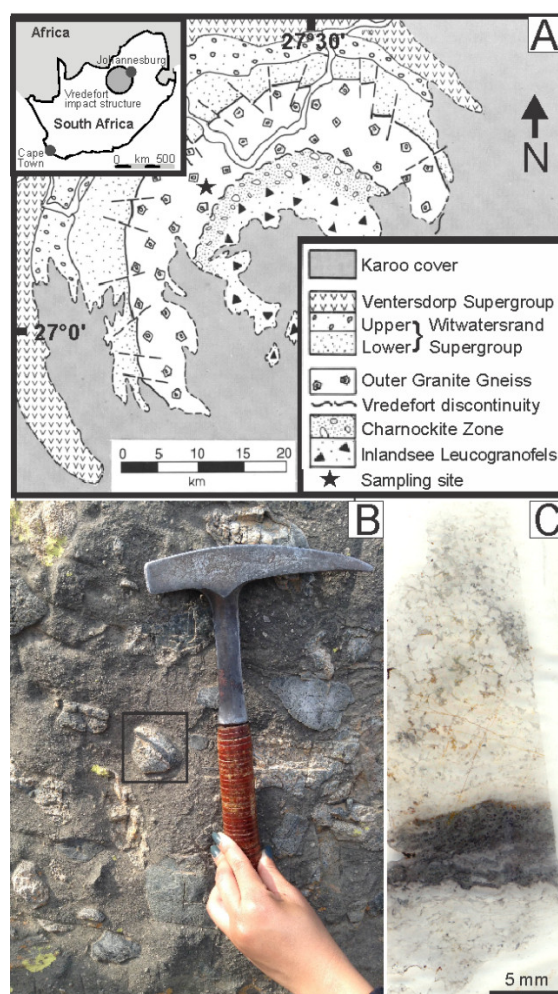 Africa
Johannesburg
Vredefort
impact structure
South Africa
Cape
Town
0 km 500
27°30'
A
N
27°0'
0 5 10 15 20
km
Karoo cover
Ventersdorp Supergroup
Upper } Witwatersrand
Lower } Supergroup
Outer Granite Gneiss
Vredefort discontinuity
Charnockite Zone
Inlandsee Leucogranofels
Sampling site
B
C
5 mm